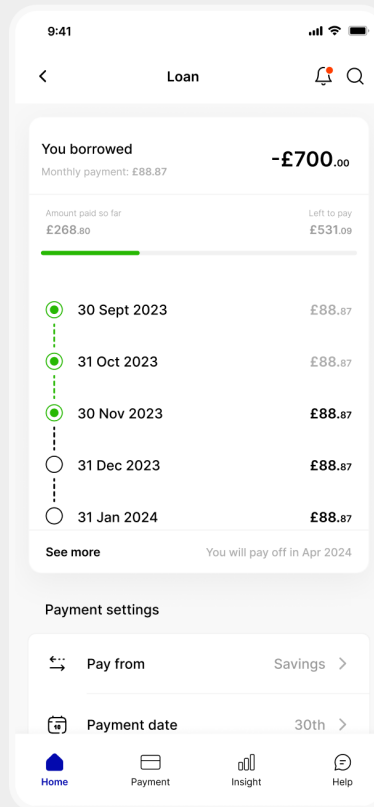 9:41
Loan
You borrowed
-£700.00
Monthly payment: £88.87
Amount paid so far
Left to pay
£268.80
£531.09
30 Sept 2023
£88.87
31 Oct 2023
£88.87
30 Nov 2023
£88.87
31 Dec 2023
£88.87
31 Jan 2024
£88.87
See more
You will pay off in Apr 2024
Payment settings
Pay from
Savings
Payment date
30th
Home
Payment
Insight
Help